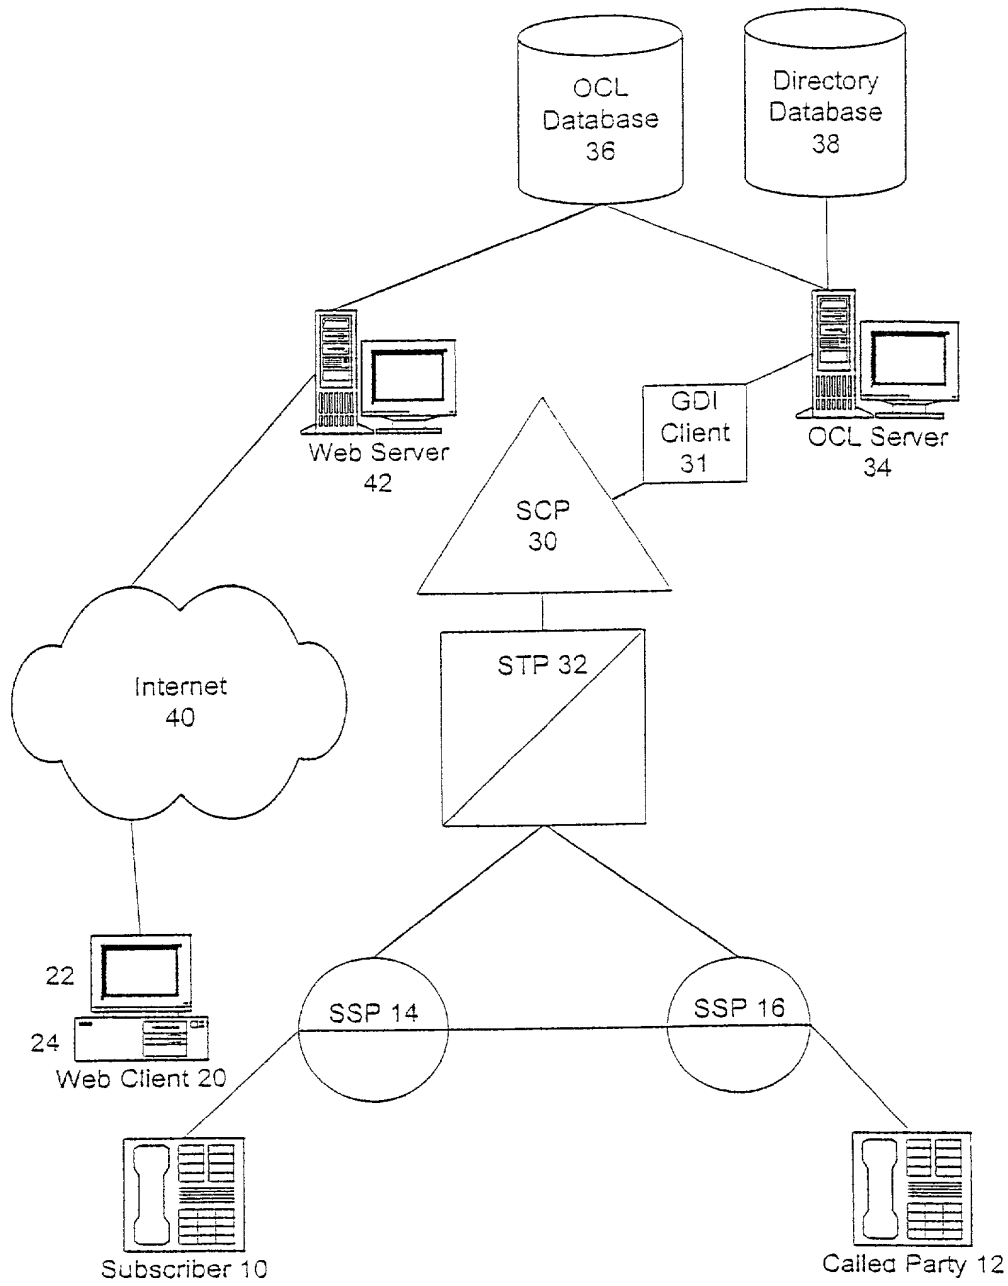 OCL
Database
36
Directory
Database
38
GDI
Client
31
Web Server
42
OCL Server
34
SCP
30
STP 32
Internet
40
22
24
Web Client 20
SSP 14
SSP 16
Subscriber 10
Called Party 12